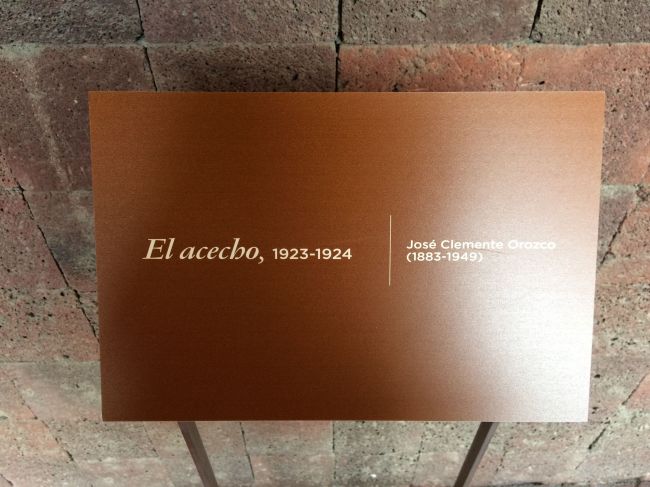 El acecho, 1923-1924
José Clemente Orozco
(1883-1949)